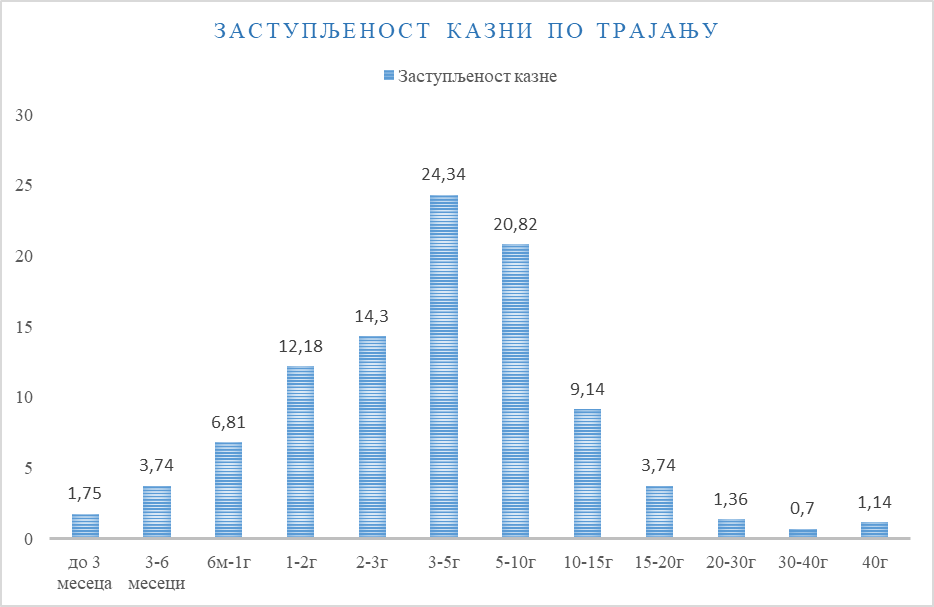 ЗАСТУПЉЕНОСТ КАЗНИ ПО ТРАЈАЊУ
Заступљеност казне
30
25
20
15
10
5
0
1,75
3,74
6,81
12,18
14,3
24,34
20,82
9,14
3,74
1,36
0,7
1,14
до 3
месеца
3-6
месеци
6м-1г
1-2г
2-3г
3-5г
5-10г
10-15г
15-20г
20-30г
30-40г
40г